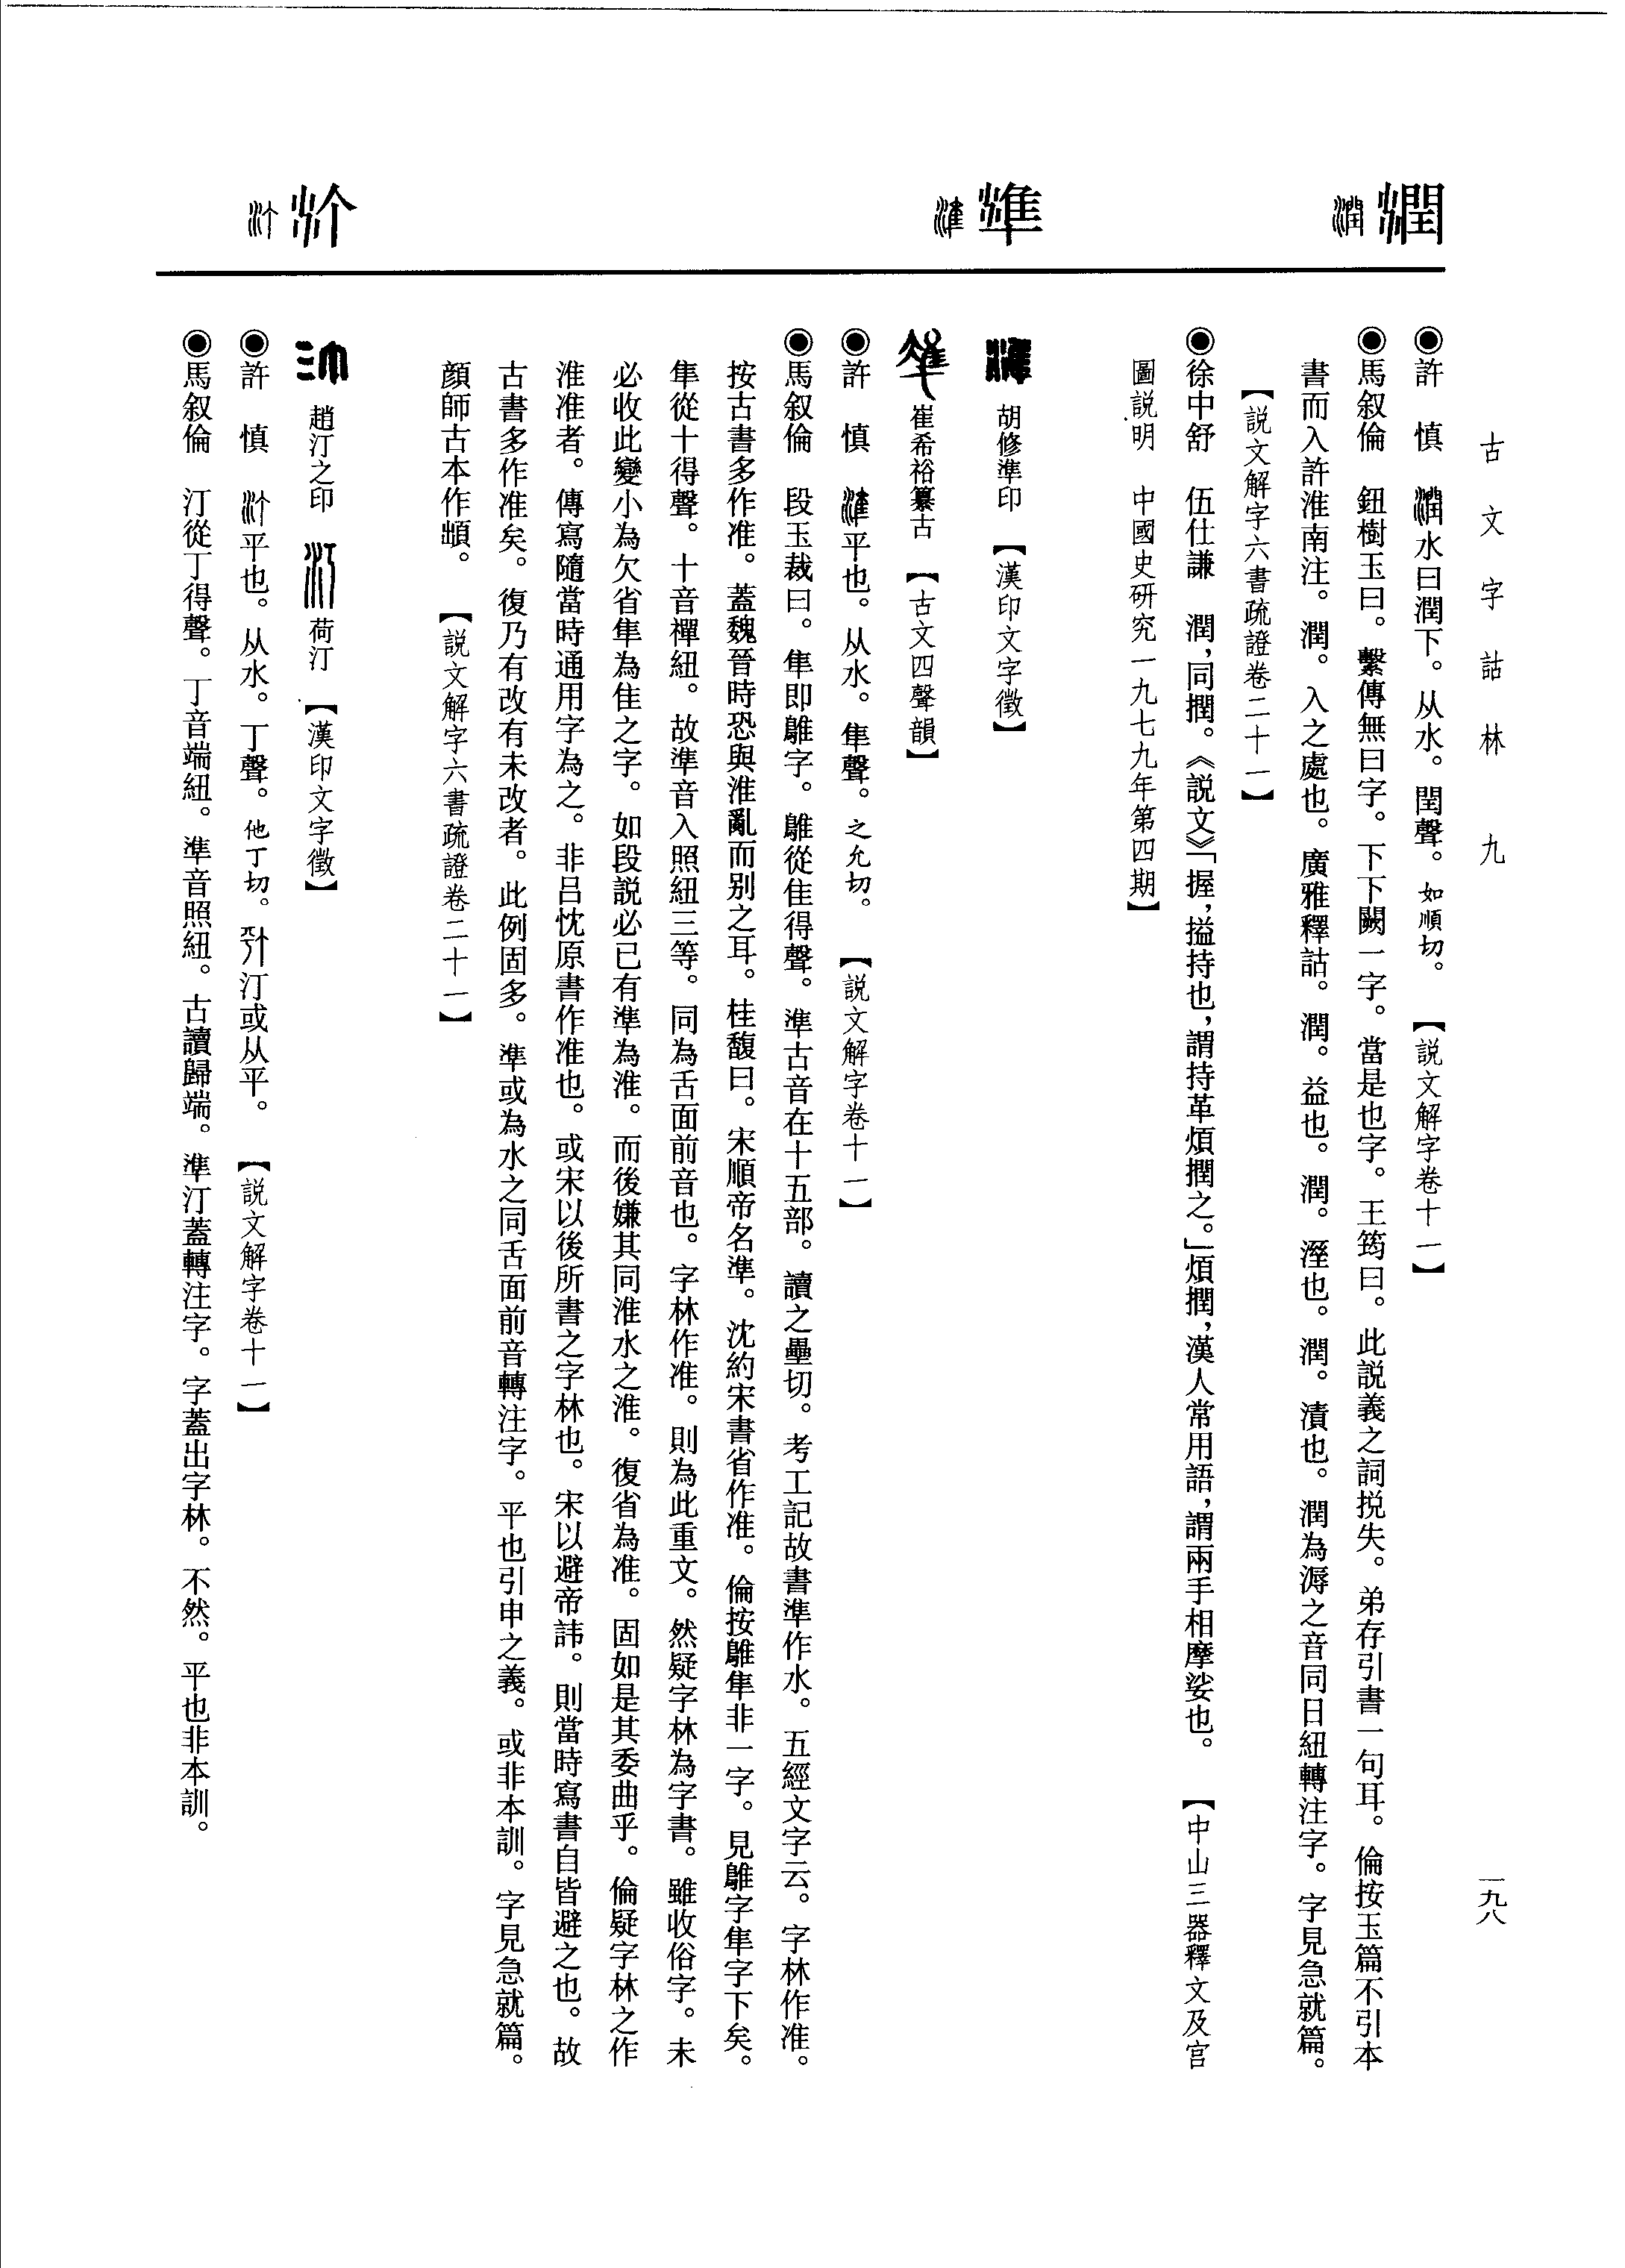 古文字詁林 九
一九八
潤
◉許 慎 潤水曰潤下。从水。閏聲。如順切。 【説文解字卷十一】
◉馬叙倫 鈕樹玉曰。繫傳無曰字。下下闕一字。當是也字。王筠曰。此説義之詞挩失。弟存引書一句耳。倫按玉篇不引本
書而入許淮南注。潤。入之處也。廣雅釋詁。潤。益也。潤。溼也。潤。漬也。潤為溽之音同日紐轉注字。字見急就篇。
【説文解字六書疏證卷二十一】
◉徐中舒 伍仕謙 潤，同撋。《説文》「握，搤持也，謂持革煩撋之。」煩撋，漢人常用語，謂兩手相摩娑也。 【中山三器釋文及宫
圖説明 中國史研究一九七九年第四期】
準
胡修準印 【漢印文字徵】
崔希裕纂古 【古文四聲韻】
◉許 慎 準平也。从水。隼聲。之允切。 【説文解字卷十一】
◉馬叙倫 段玉裁曰。隼即鵻字。鵻從隹得聲。準古音在十五部。讀之壘切。考工記故書準作水。五經文字云。字林作准。
按古書多作准。蓋魏晉時恐與淮亂而别之耳。桂馥曰。宋順帝名準。沈約宋書省作准。倫按鵻隼非一字。見鵻字隼字下矣。
隼從十得聲。十音禪紐。故準音入照紐三等。同為舌面前音也。字林作准。則為此重文。然疑字林為字書。雖收俗字。未
必收此變小為欠省隼為隹之字。如段説必已有準為淮。而後嫌其同淮水之淮。復省為准。固如是其委曲乎。倫疑字林之作
淮准者。傳寫隨當時通用字為之。非吕忱原書作准也。或宋以後所書之字林也。宋以避帝諱。則當時寫書自皆避之也。故
古書多作准矣。復乃有改有未改者。此例固多。準或為水之同舌面前音轉注字。平也引申之義。或非本訓。字見急就篇。
顔師古本作頔。 【説文解字六書疏證卷二十一】
汀
趙汀之印 荷汀 【漢印文字徵】
◉許 慎 汀平也。从水。丁聲。他丁切。汀或从平。 【説文解字卷十一】
◉馬叙倫 汀從丁得聲。丁音端紐。準音照紐。古讀歸端。準汀蓋轉注字。字蓋出字林。不然。平也非本訓。